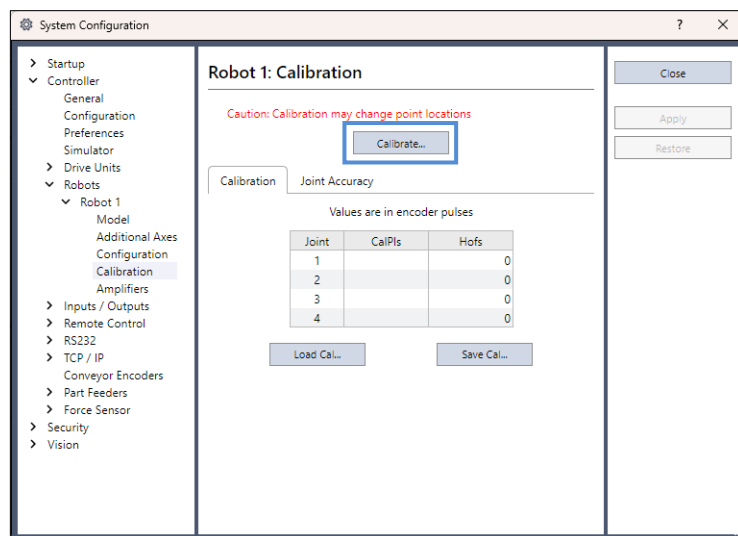 System Configuration
?
Startup
Controller
General
Configuration
Preferences
Simulator
Drive Units
Robots
Robot 1
Model
Additional Axes
Configuration
Calibration
Amplifiers
Inputs / Outputs
Remote Control
RS232
TCP / IP
Conveyor Encoders
Part Feeders
Force Sensor
Security
Vision
Robot 1: Calibration
Caution: Calibration may change point locations
Calibrate...
Calibration Joint Accuracy
Values are in encoder pulses
Joint CalPls Hofs
1 0
2 0
3 0
4 0
Load Cal... Save Cal...
Close
Apply
Restore